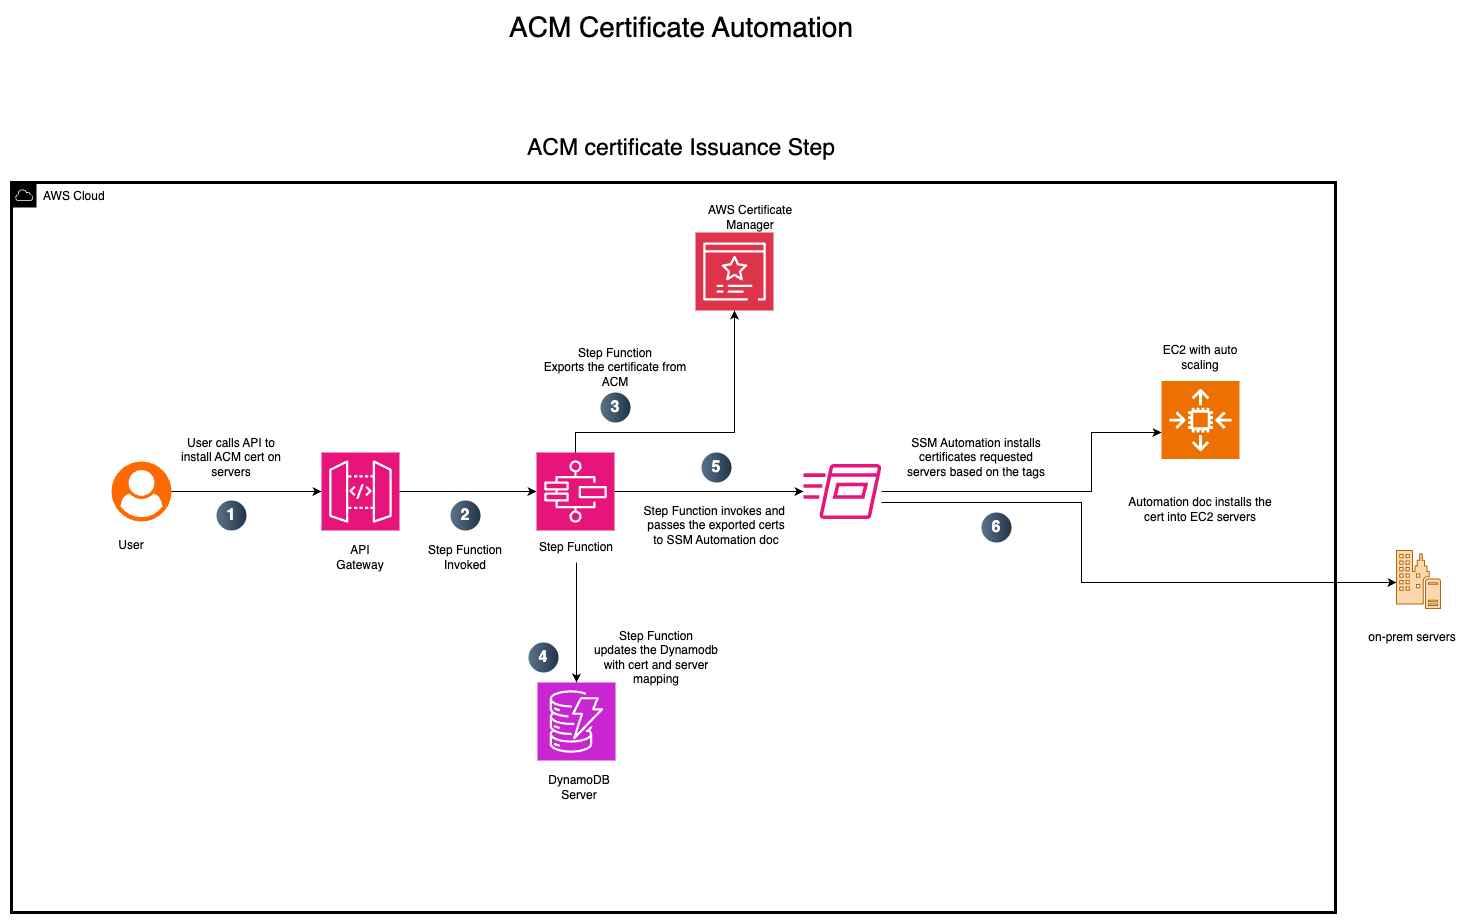 ACM Certificate Automation
ACM certificate Issuance Step
AWS Cloud
AWS Certificate
Manager
Step Function
Exports the certificate from
ACM
3
EC2 with auto
scaling
User calls API to
install ACM cert on
servers
1
User
</>
API
Gateway
2
Step Function
Invoked
Step Function
5
Step Function invokes and
passes the exported certs
to SSM Automation doc
SSM Automation installs
certificates requested
servers based on the tags
6
Automation doc installs the
cert into EC2 servers
on-prem servers
4
Step Function
updates the Dynamodb
with cert and server
mapping
DynamoDB
Server